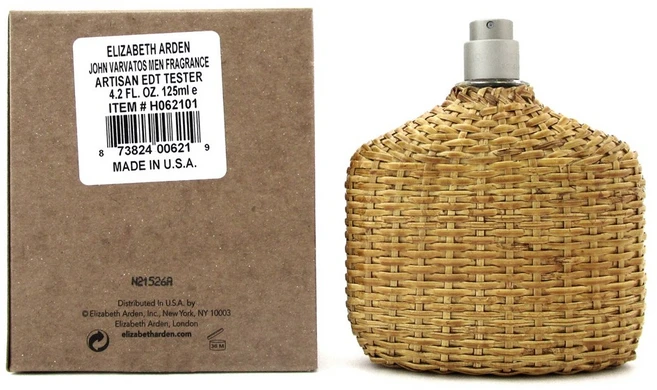 ELIZABETH ARDEN
JOHN VARVATOS MEN FRAGRANCE
ARTISAN EDT TESTER
4.2 FL. OZ. 125ml e
ITEM # H062101
8 73824 00621 9
MADE IN U.S.A.
N21526A
Distributed in U.S.A. by
© Elizabeth Arden, Inc., New York, NY 10003
Elizabeth Arden, London
elizabetharden.com
36 M